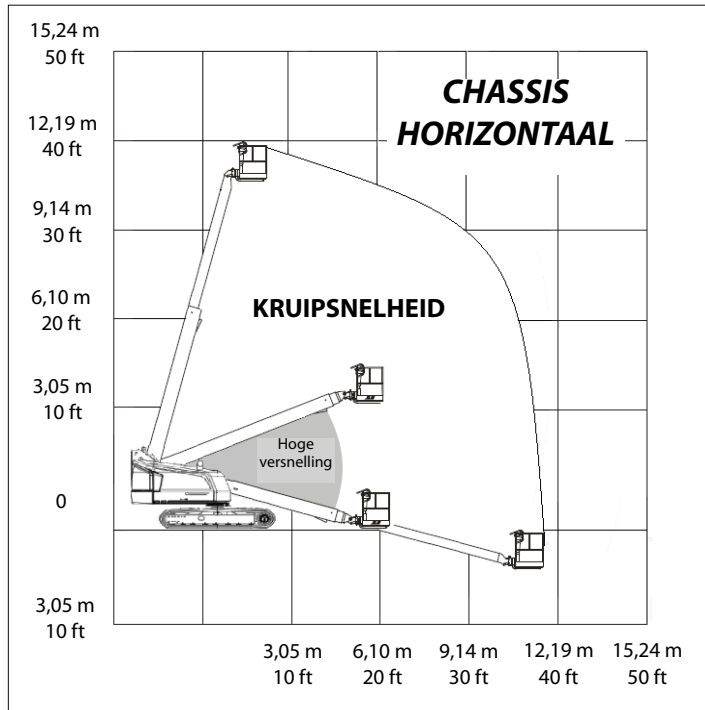 15,24 m
50 ft
CHASSIS
HORIZONTAAL
12,19 m
40 ft
9,14 m
30 ft
6,10 m
20 ft
KRUIPSNELHEID
3,05 m
10 ft
Hoge
versnelling
0
3,05 m
10 ft
3,05 m
10 ft
6,10 m
20 ft
9,14 m
30 ft
12,19 m
40 ft
15,24 m
50 ft